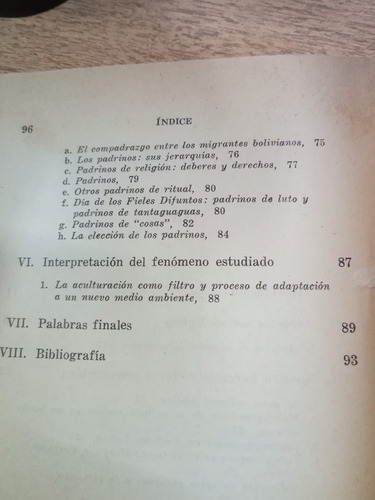 96
ÍNDICE
a. El compadrazgo entre los migrantes bolivianos, 75
b. Los padrinos: sus jerarquías, 76
c. Padrinos de religión: deberes y derechos, 77
d. Padrinos, 79
e. Otros padrinos de ritual, 80
f. Día de los Fieles Difuntos: padrinos de luto y
padrinos de tantaguaguas, 80
g. Padrinos de "cosas", 82
h. La elección de los padrinos, 84
VI. Interpretación del fenómeno estudiado 87
1. La aculturación como filtro y proceso de adaptación
a un nuevo medio ambiente, 88
VII. Palabras finales 89
VIII. Bibliografía 93